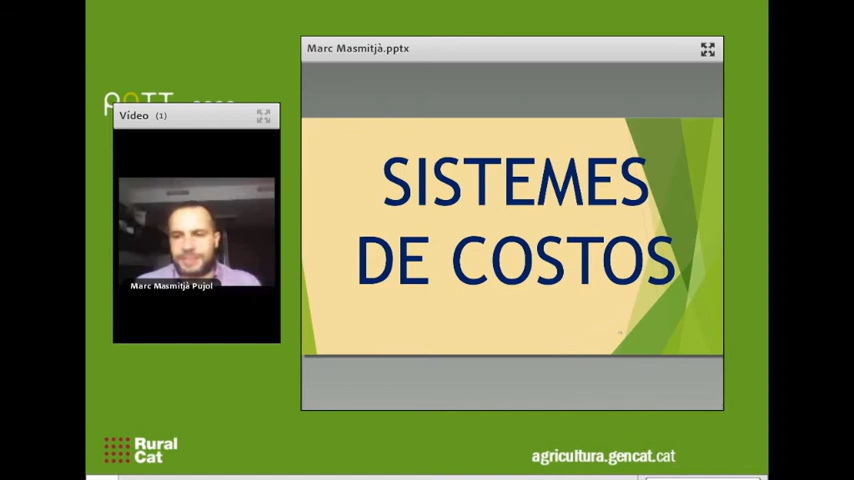 Marc Masmitjà.pptx
Vídeo (1)
Marc Masmitjà Pujol
SISTEMES
DE COSTOS
Rural
Cat
agricultura.gencat.cat